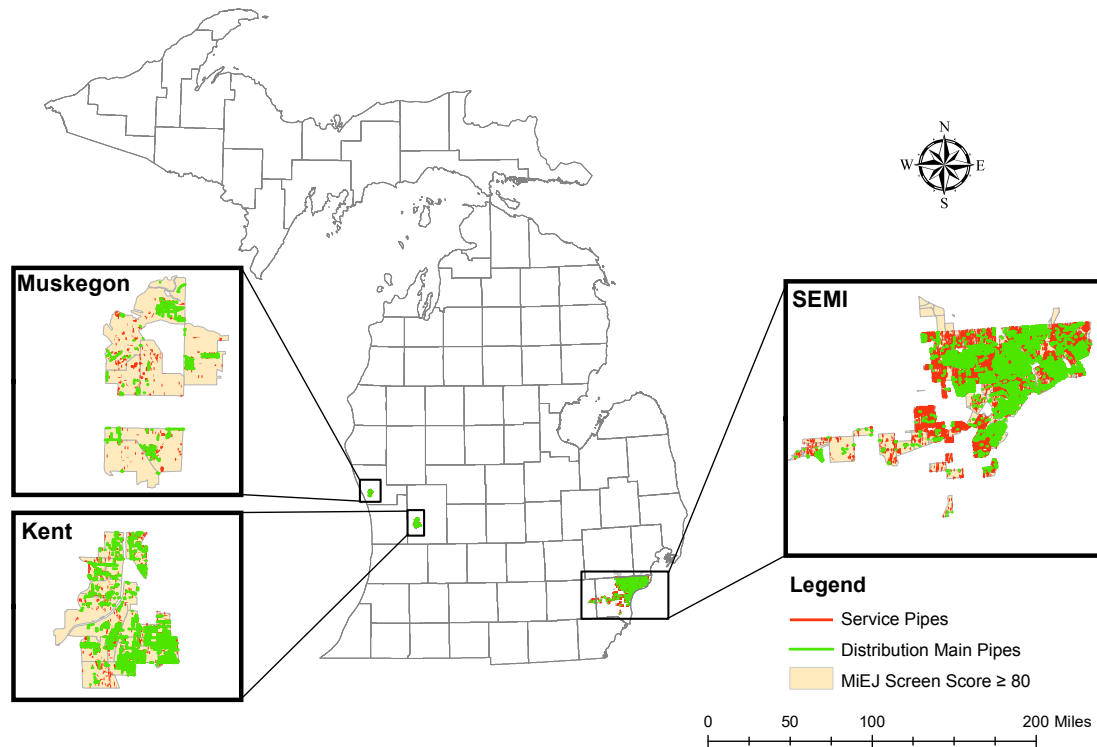 N
W E
S
Muskegon
SEMI
Kent
Legend
Service Pipes
Distribution Main Pipes
MiEJ Screen Score ≥ 80
0 50 100 200 Miles